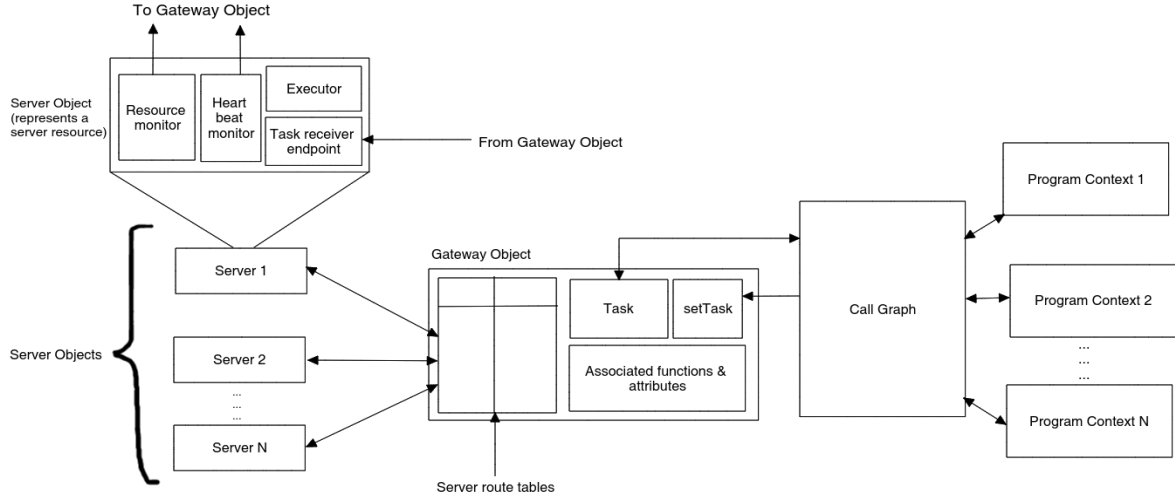 To Gateway Object
Server Object
(represents a
server resource)
Resource
monitor
Heart
beat
monitor
Executor
Task receiver
endpoint
From Gateway Object
Server Objects
Server 1
Server 2
...
...
...
Server N
Gateway Object
Task
setTask
Associated functions &
attributes
Server route tables
Call Graph
Program Context 1
Program Context 2
...
...
...
Program Context N